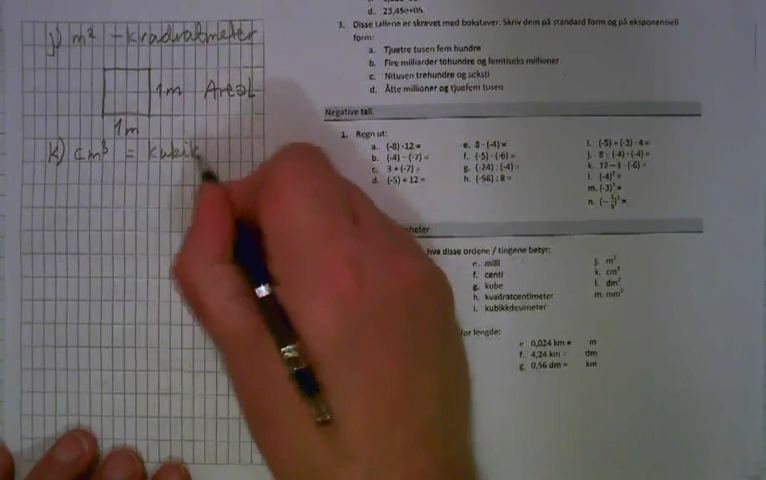 j) m² - kvadratmeter
1m Areal
1m
k) cm³ = kubik
d. 23,45e+05
3. Disse tallene er skrevet med bokstaver. Skriv dem på standard form og på eksponensiell
form:
a. Tjuetre tusen fem hundre
b. Fire milliarder tohundre og femtiseks millioner
c. Nitusen trehundre og seksti
d. Åtte millioner og tjuefem tusen
Negative tall
1. Regn ut:
a. (-8) · 12 =
b. (-4) – (-7) =
c. 3 + (-7) =
d. (-5) + 12 =
e. 8 · (-4) =
f. (-5) · (-6) =
g. (-24) : (-4) =
h. (-56) : 8 =
i. (-5) + (-3) · 4 =
j. 8 – (-4) · (-4) =
k. 12 – 3 · (-6) =
l. (-4)² =
m. (-3)³ =
heter
hva disse ordene / tingene betyr:
e. milli
f. centi
g. kube
h. kvadratcentimeter
i. kubikkdesimeter
j. m²
k. cm³
l. dm²
m. mm²
for lengde:
e. 0,024 km = m
f. 4,24 km = dm
g. 0,56 dm = km